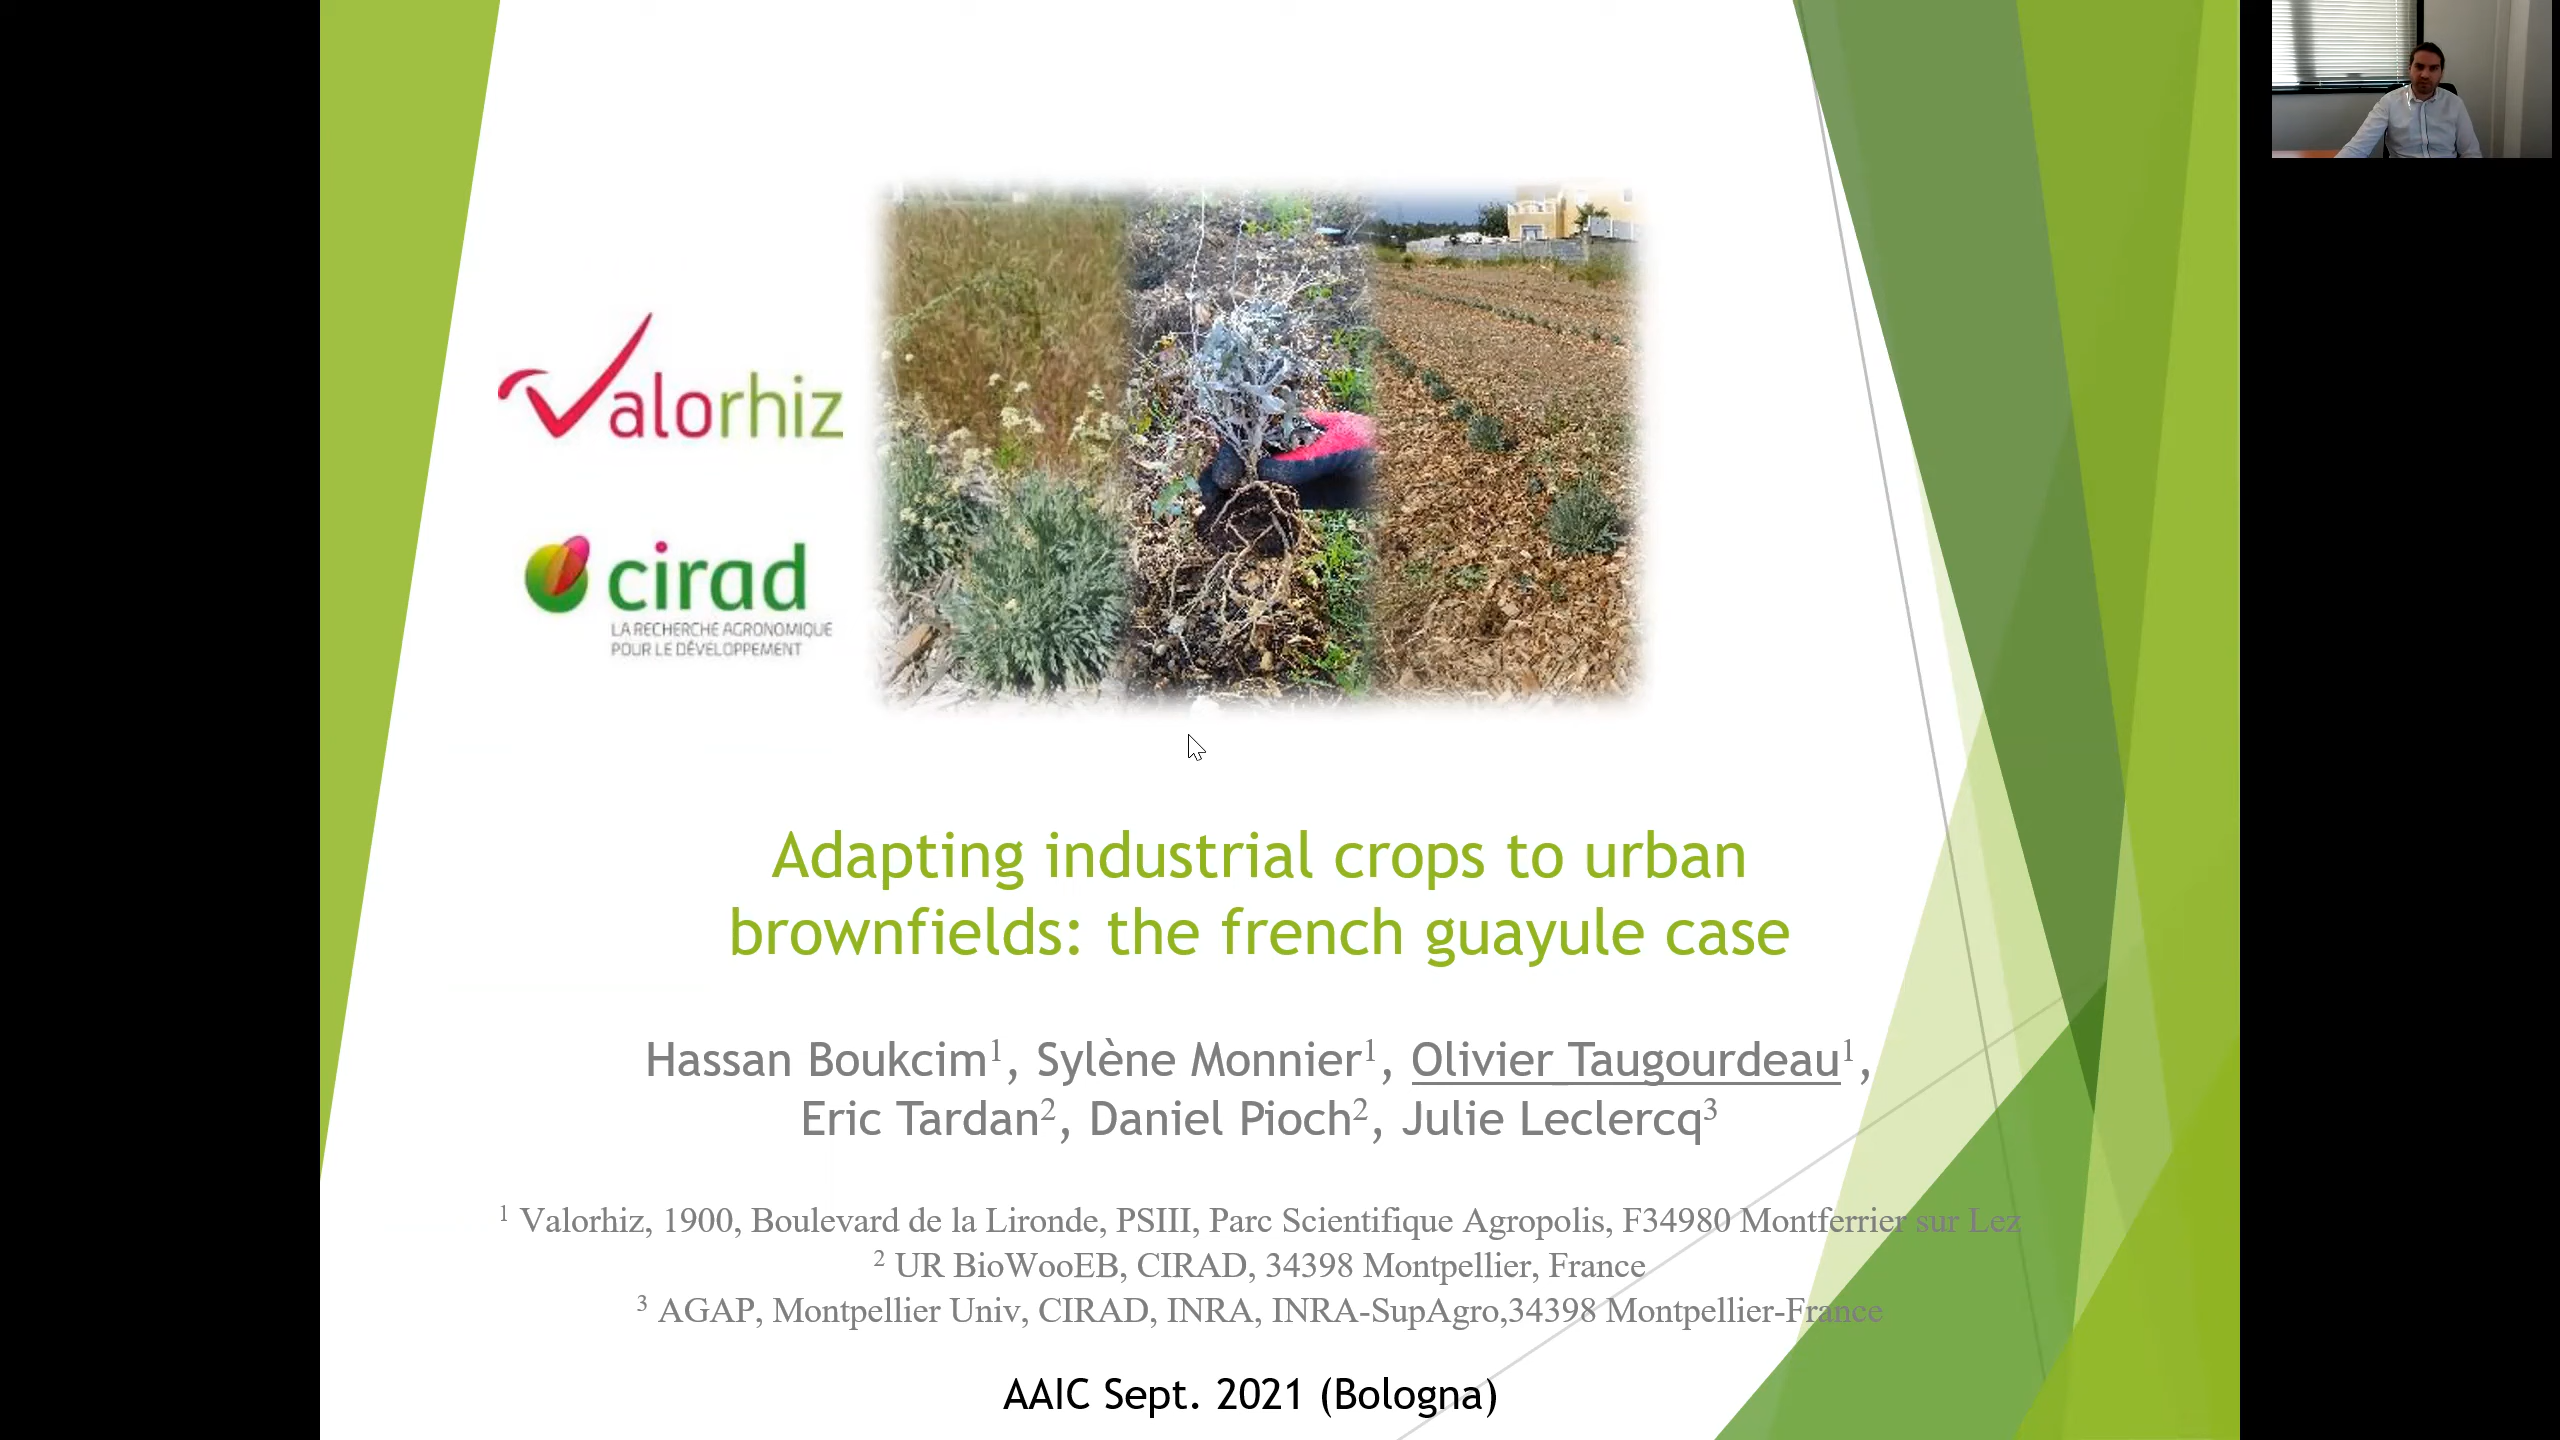 Valorhiz
cirad
LA RECHERCHE AGRONOMIQUE
POUR LE DÉVELOPPEMENT
Adapting industrial crops to urban
brownfields: the french guayule case
Hassan Boukcim¹, Sylène Monnier¹, Olivier Taugourdeau¹,
Eric Tardan², Daniel Pioch², Julie Leclercq³
¹ Valorhiz, 1900, Boulevard de la Lironde, PSIII, Parc Scientifique Agropolis, F34980 Montferrier sur Lez
² UR BioWooEB, CIRAD, 34398 Montpellier, France
³ AGAP, Montpellier Univ, CIRAD, INRA, INRA-SupAgro,34398 Montpellier-France
AAIC Sept. 2021 (Bologna)